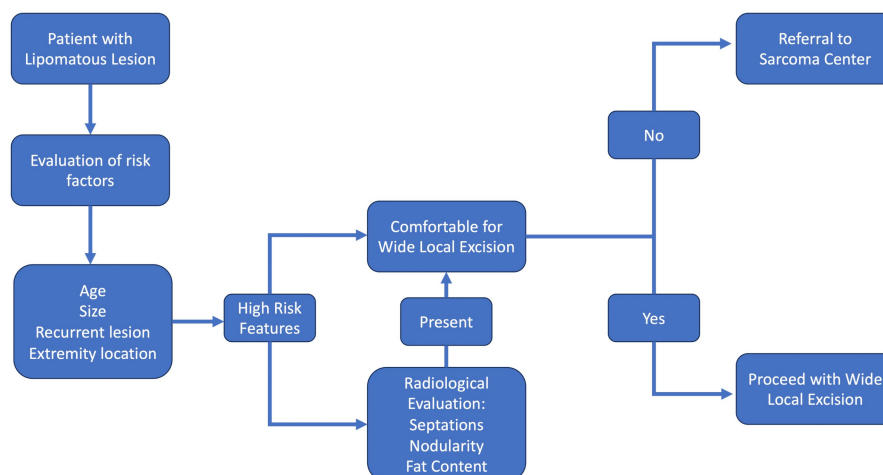 Patient with
Lipomatous Lesion
Evaluation of risk
factors
Age
Size
Recurrent lesion
Extremity location
High Risk
Features
Comfortable for
Wide Local Excision
Present
Radiological
Evaluation:
Septations
Nodularity
Fat Content
No
Referral to
Sarcoma Center
Yes
Proceed with Wide
Local Excision